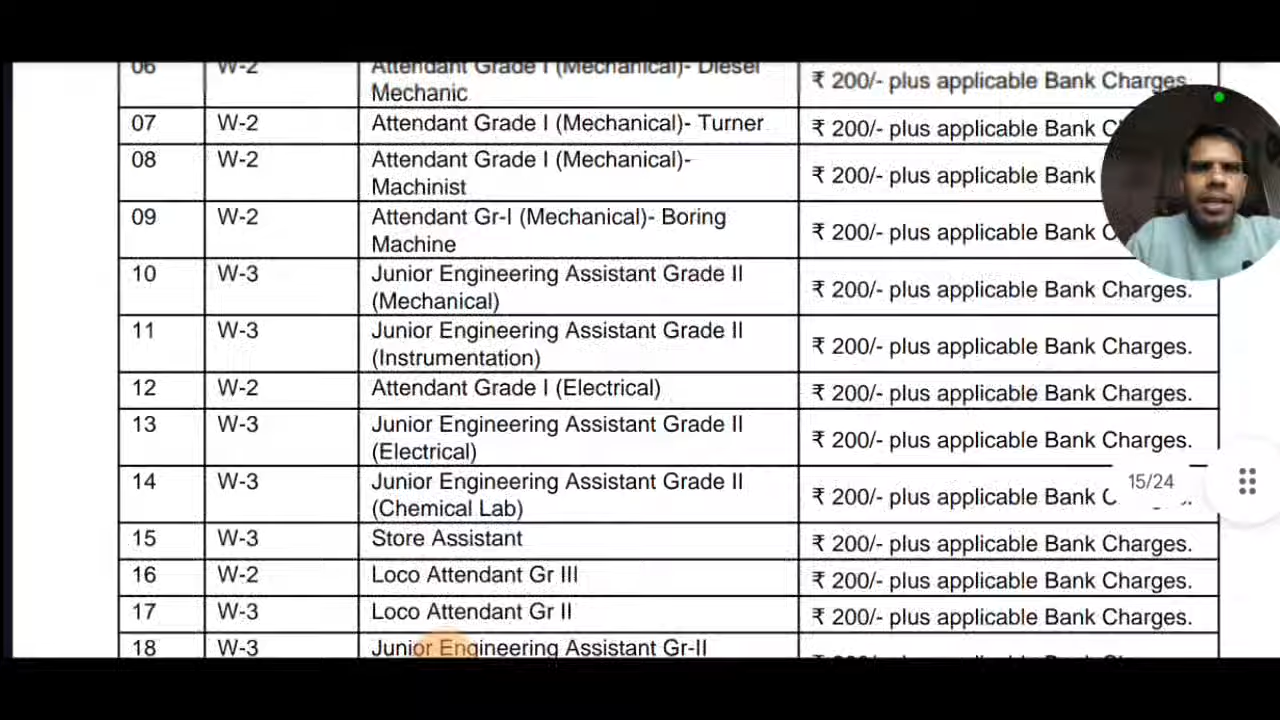 06 W-2 Attendant Grade I (Mechanical)- Diesel
Mechanic ₹ 200/- plus applicable Bank Charges.
07 W-2 Attendant Grade I (Mechanical)- Turner ₹ 200/- plus applicable Bank
08 W-2 Attendant Grade I (Mechanical)-
Machinist ₹ 200/- plus applicable Bank
09 W-2 Attendant Gr-I (Mechanical)- Boring
Machine ₹ 200/- plus applicable Bank
10 W-3 Junior Engineering Assistant Grade II
(Mechanical) ₹ 200/- plus applicable Bank Charges.
11 W-3 Junior Engineering Assistant Grade II
(Instrumentation) ₹ 200/- plus applicable Bank Charges.
12 W-2 Attendant Grade I (Electrical) ₹ 200/- plus applicable Bank Charges.
13 W-3 Junior Engineering Assistant Grade II
(Electrical) ₹ 200/- plus applicable Bank Charges.
14 W-3 Junior Engineering Assistant Grade II
(Chemical Lab) ₹ 200/- plus applicable Bank
15/24
15 W-3 Store Assistant ₹ 200/- plus applicable Bank Charges.
16 W-2 Loco Attendant Gr III ₹ 200/- plus applicable Bank Charges.
17 W-3 Loco Attendant Gr II ₹ 200/- plus applicable Bank Charges.
18 W-3 Junior Engineering Assistant Gr-II